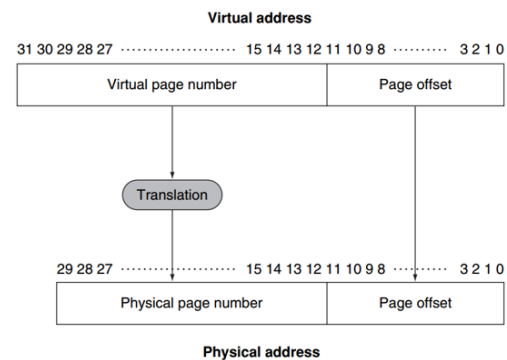 Virtual address
31 30 29 28 27 ··················· 15 14 13 12 11 10 9 8 ········· 3 2 1 0
Virtual page number Page offset
Translation
29 28 27 ··················· 15 14 13 12 11 10 9 8 ········· 3 2 1 0
Physical page number Page offset
Physical address